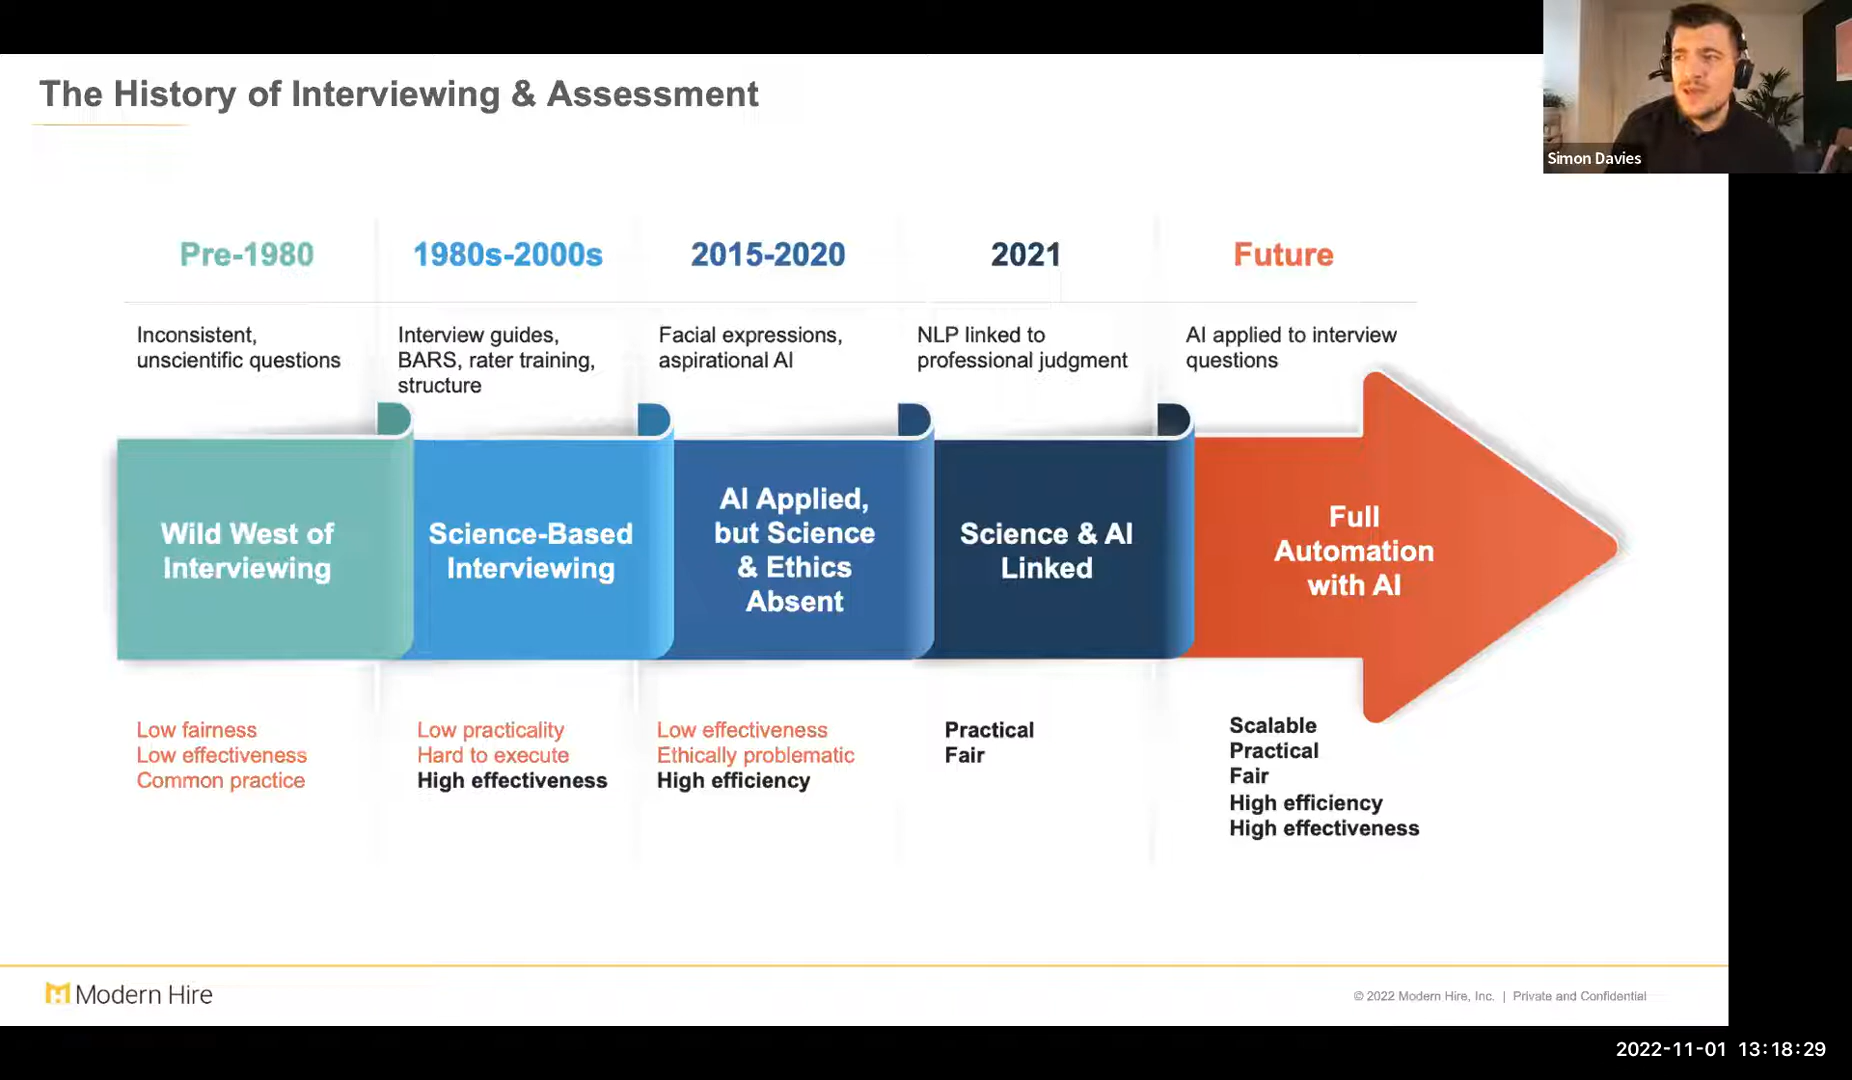 The History of Interviewing & Assessment
Simon Davies
Pre-1980
1980s-2000s
2015-2020
2021
Future
Inconsistent,
unscientific questions
Interview guides,
BARS, rater training,
structure
Facial expressions,
aspirational AI
NLP linked to
professional judgment
AI applied to interview
questions
Wild West of
Interviewing
Science-Based
Interviewing
AI Applied,
but Science
& Ethics
Absent
Science & AI
Linked
Full
Automation
with AI
Low fairness
Low effectiveness
Common practice
Low practicality
Hard to execute
High effectiveness
Low effectiveness
Ethically problematic
High efficiency
Practical
Fair
Scalable
Practical
Fair
High efficiency
High effectiveness
Modern Hire
© 2022 Modern Hire, Inc. | Private and Confidential
2022-11-01 13:18:29